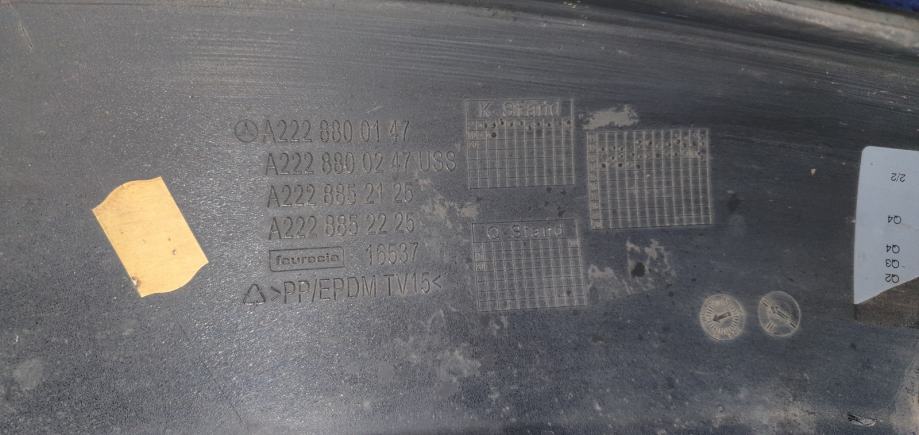 A222 880 01 47
A222 880 02 47 USS
A222 885 21 25
A222 885 22 25
faurecia 16537
>PP/EPDM TV15<
K. Stand
Q. Stand
2/2
Q4
Q4
Q3
Q2